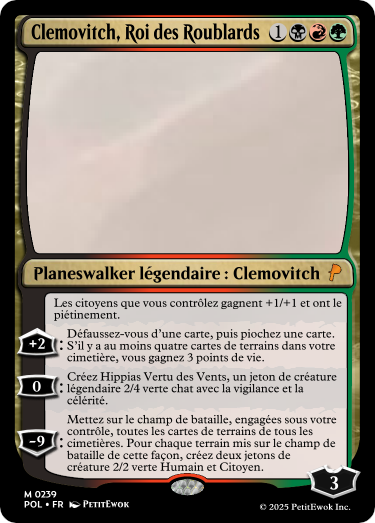 Clemovitch, Roi des Roublards 1
Planeswalker légendaire : Clemovitch
Les citoyens que vous contrôlez gagnent +1/+1 et ont le
piétinement.
+2 : Défaussez-vous d'une carte, puis piochez une carte.
S'il y a au moins quatre cartes de terrains dans votre
cimetière, vous gagnez 3 points de vie.
0 : Créez Hippias Vertu des Vents, un jeton de créature
légendaire 2/4 verte chat avec la vigilance et la
célérité.
-9 : Mettez sur le champ de bataille, engagées sous votre
contrôle, toutes les cartes de terrains de tous les
cimetières. Pour chaque terrain mis sur le champ de
bataille de cette façon, créez deux jetons de
créature 2/2 verte Humain et Citoyen.
3
M 0239
POL • FR PetitEwok
© 2025 PetitEwok Inc.